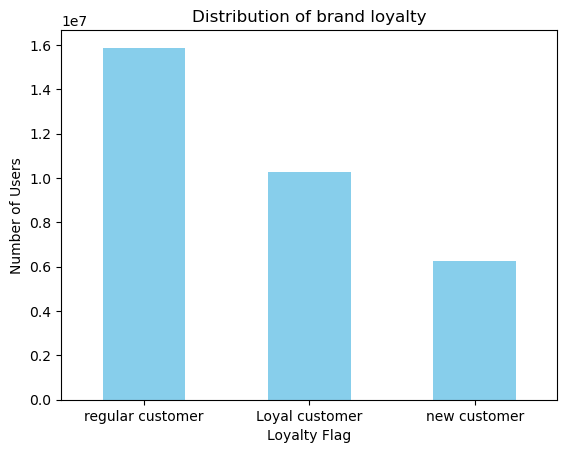 Distribution of brand loyalty
1e7
1.6
1.4
1.2
1.0
0.8
0.6
0.4
0.2
0.0
Number of Users
regular customer
Loyal customer
new customer
Loyalty Flag